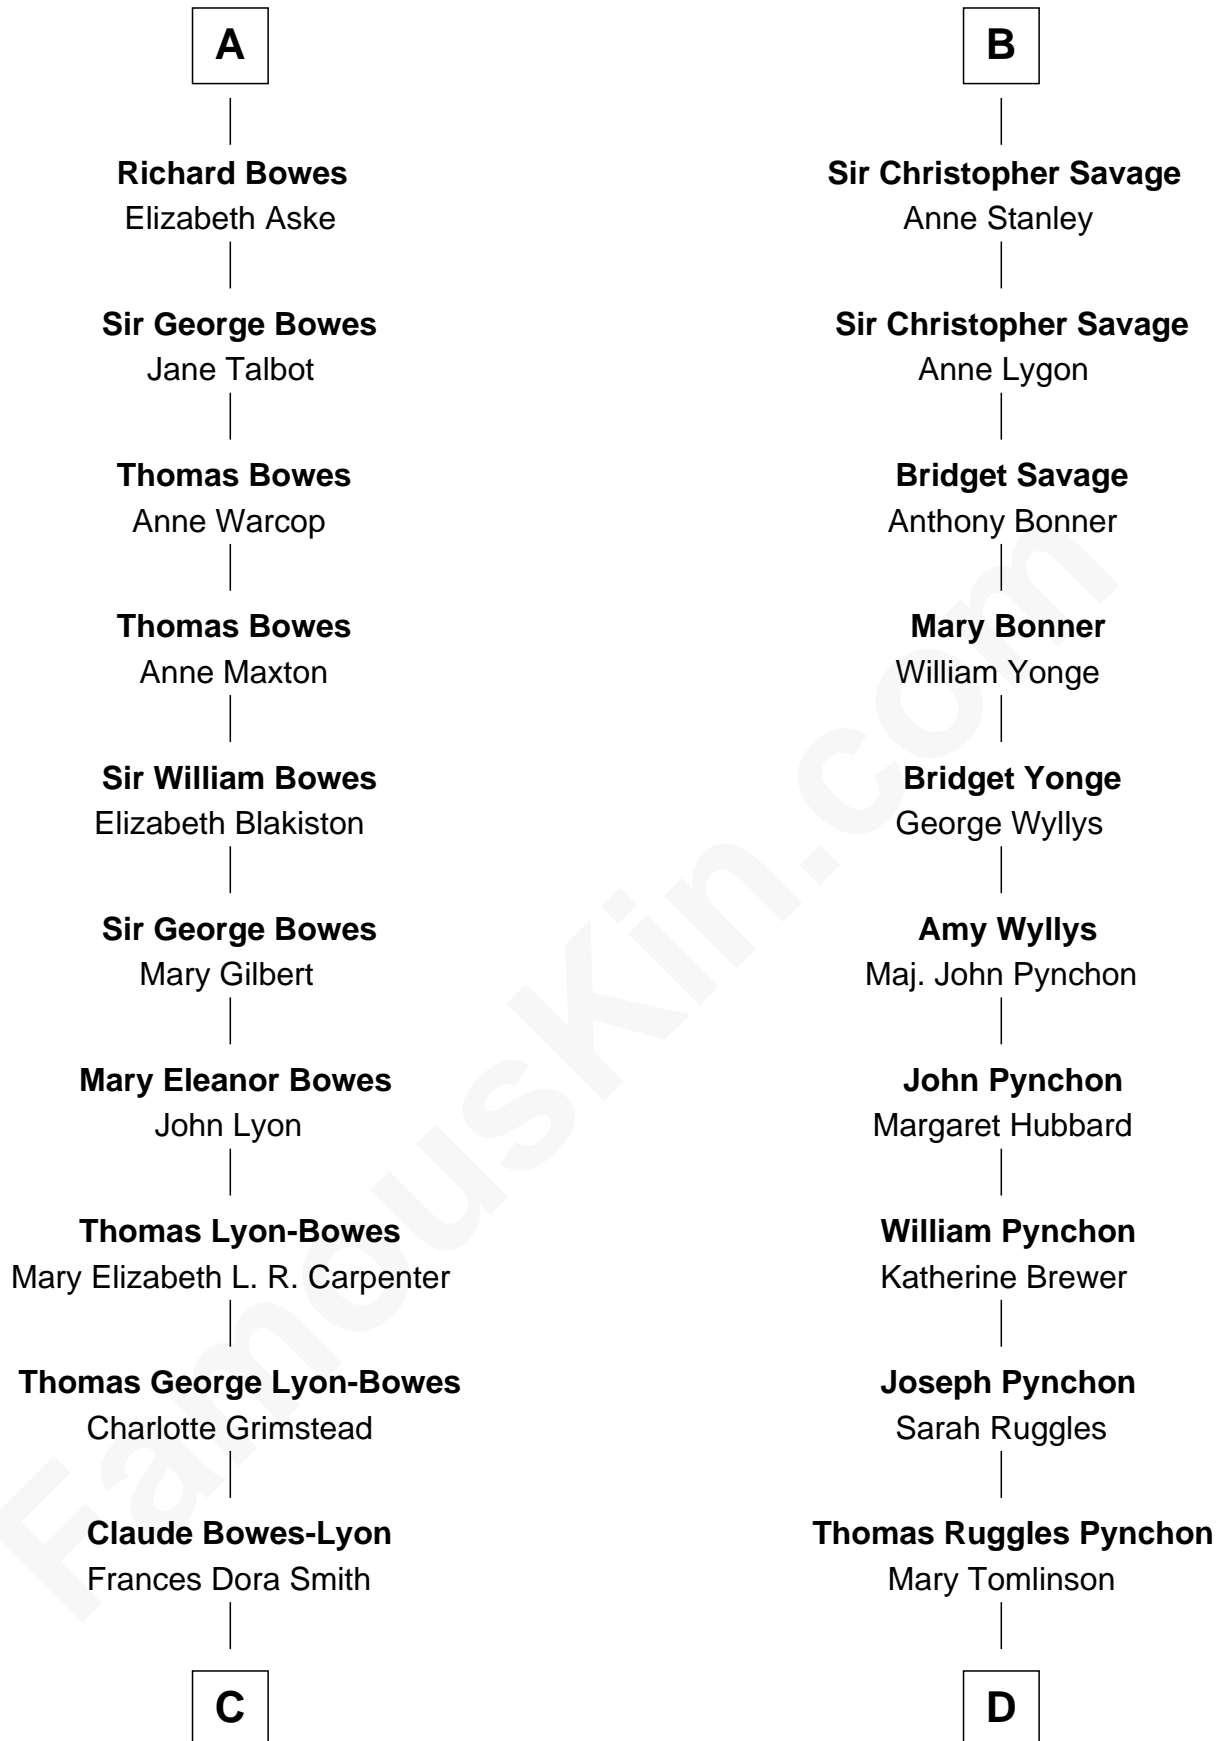 A
Richard Bowes
Elizabeth Aske
Sir George Bowes
Jane Talbot
Thomas Bowes
Anne Warcop
Thomas Bowes
Anne Maxton
Sir William Bowes
Elizabeth Blakiston
Sir George Bowes
Mary Gilbert
Mary Eleanor Bowes
John Lyon
Thomas Lyon-Bowes
Mary Elizabeth L. R. Carpenter
Thomas George Lyon-Bowes
Charlotte Grimstead
Claude Bowes-Lyon
Frances Dora Smith
C
B
Sir Christopher Savage
Anne Stanley
Sir Christopher Savage
Anne Lygon
Bridget Savage
Anthony Bonner
Mary Bonner
William Yonge
Bridget Yonge
George Wyllys
Amy Wyllys
Maj. John Pynchon
John Pynchon
Margaret Hubbard
William Pynchon
Katherine Brewer
Joseph Pynchon
Sarah Ruggles
Thomas Ruggles Pynchon
Mary Tomlinson
D
FamousKin.com